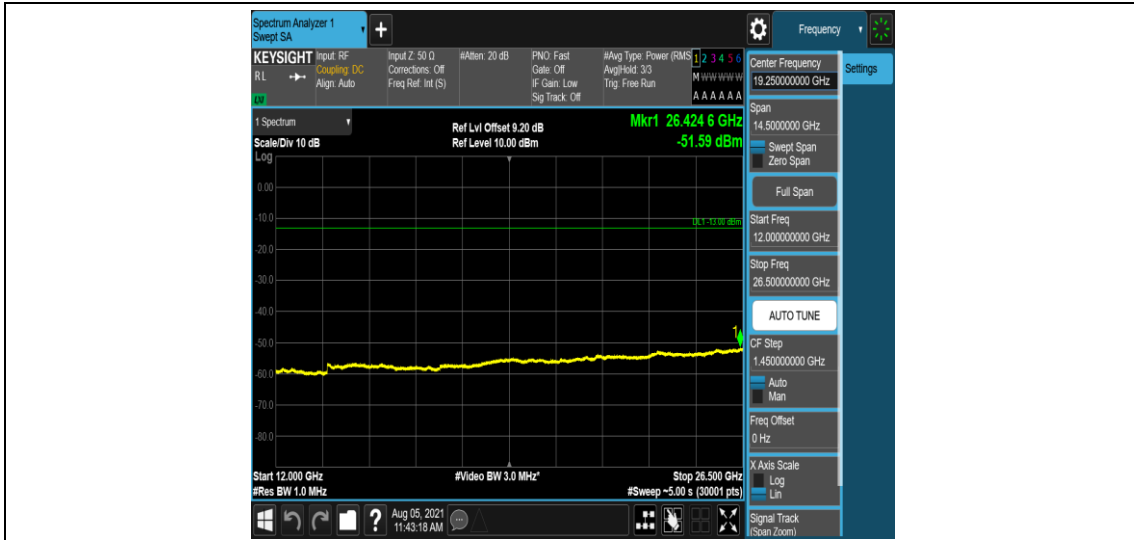 Spectrum Analyzer 1
Swept SA
+
Frequency
KEYSIGHT
R L
Input: RF
Coupling: DC
Align: Auto
Input Z: 50 Ω
Corrections: Off
Freq Ref: Int (S)
#Atten: 20 dB
PNO: Fast
Gate: Off
IF Gain: Low
Sig Track: Off
#Avg Type: Power (RMS
Avg|Hold: 3/3
Trig: Free Run
1 2 3 4 5 6
M W W W W W
A A A A A A
1 Spectrum
Scale/Div 10 dB
Log
Ref Lvl Offset 9.20 dB
Ref Level 10.00 dBm
Mkr1 26.424 6 GHz
-51.59 dBm
0.00
-10.0
DL1 -13.00 dBm
-20.0
-30.0
-40.0
1
-50.0
-60.0
-70.0
-80.0
Start 12.000 GHz
#Res BW 1.0 MHz
#Video BW 3.0 MHz*
Stop 26.500 GHz
#Sweep ~5.00 s (30001 pts)
?
Aug 05, 2021
11:43:18 AM
Center Frequency
19.250000000 GHz
Settings
Span
14.5000000 GHz
Swept Span
Zero Span
Full Span
Start Freq
12.000000000 GHz
Stop Freq
26.500000000 GHz
AUTO TUNE
CF Step
1.450000000 GHz
Auto
Man
Freq Offset
0 Hz
X Axis Scale
Log
Lin
Signal Track
(Span Zoom)